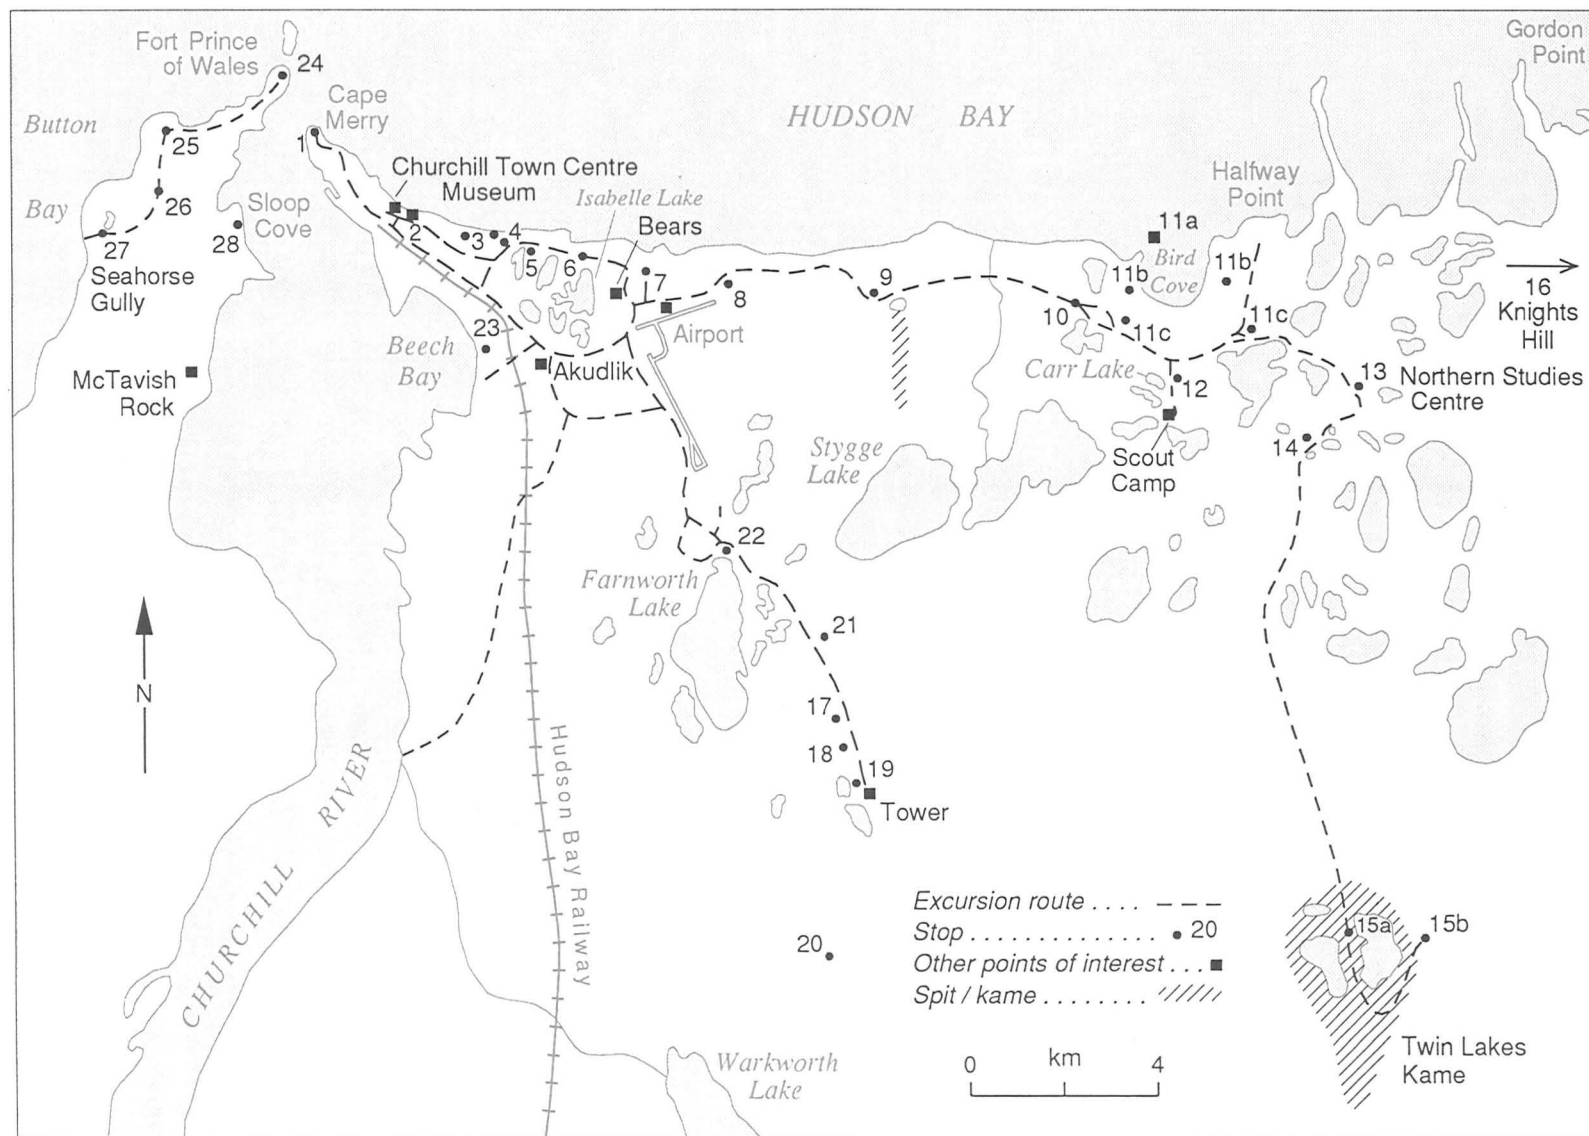 Gordon
Point
Fort Prince
of Wales
24
Cape
Merry
HUDSON BAY
Button
25
1
Churchill Town Centre
Museum
Halfway
Point
Isabelle Lake
Bay
26
Sloop
Cove
Bears
11a
Bird
Cove
27
28
2
3
4
5
6
7
8
9
11b
11b
16
Knights
Hill
Seahorse
Gully
Airport
10
11c
11c
23
Beech
Bay
Akudlik
Carr Lake
12
13
Northern Studies
Centre
McTavish
Rock
14
Stygge
Lake
Scout
Camp
22
Farnworth
Lake
21
N
17
18
19
Tower
Hudson Bay Railway
CHURCHILL RIVER
Excursion route ....
Stop .............. 20
Other points of interest ...
Spit / kame ........
15a
15b
20
0 km 4
Twin Lakes
Kame
Warkworth
Lake